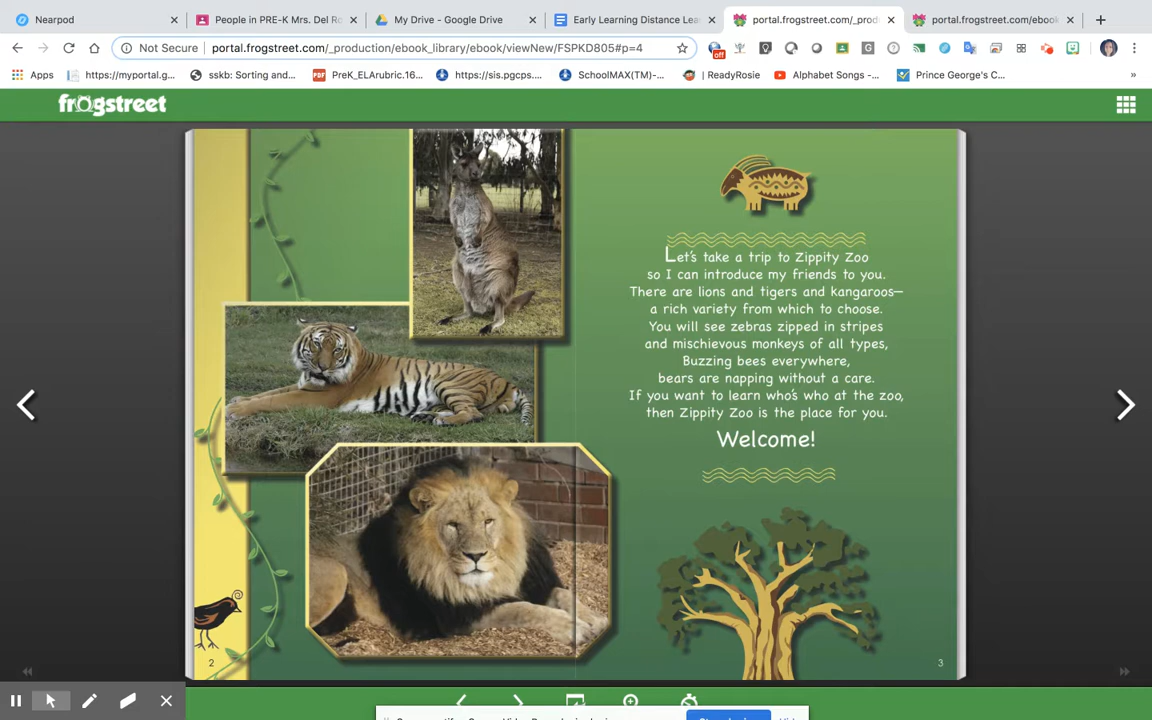 Nearpod
People in PRE-K Mrs. Del Ro
My Drive - Google Drive
Early Learning Distance Lea
portal.frogstreet.com/_produ
portal.frogstreet.com/ebook
Not Secure
portal.frogstreet.com/_production/ebook_library/ebook/viewNew/FSPKD805#p=4
off
Apps
https://myportal.g...
sskb: Sorting and...
PDF
PreK_ELArubric.16...
https://sis.pgcps...
SchoolMAX(TM)-...
| ReadyRosie
Alphabet Songs -...
Prince George's C...
»
frogstreet
Let's take a trip to Zippity Zoo
so I can introduce my friends to you.
There are lions and tigers and kangaroos—
a rich variety from which to choose.
You will see zebras zipped in stripes
and mischievous monkeys of all types,
Buzzing bees everywhere,
bears are napping without a care.
If you want to learn who's who at the zoo,
then Zippity Zoo is the place for you.
Welcome!
2
3